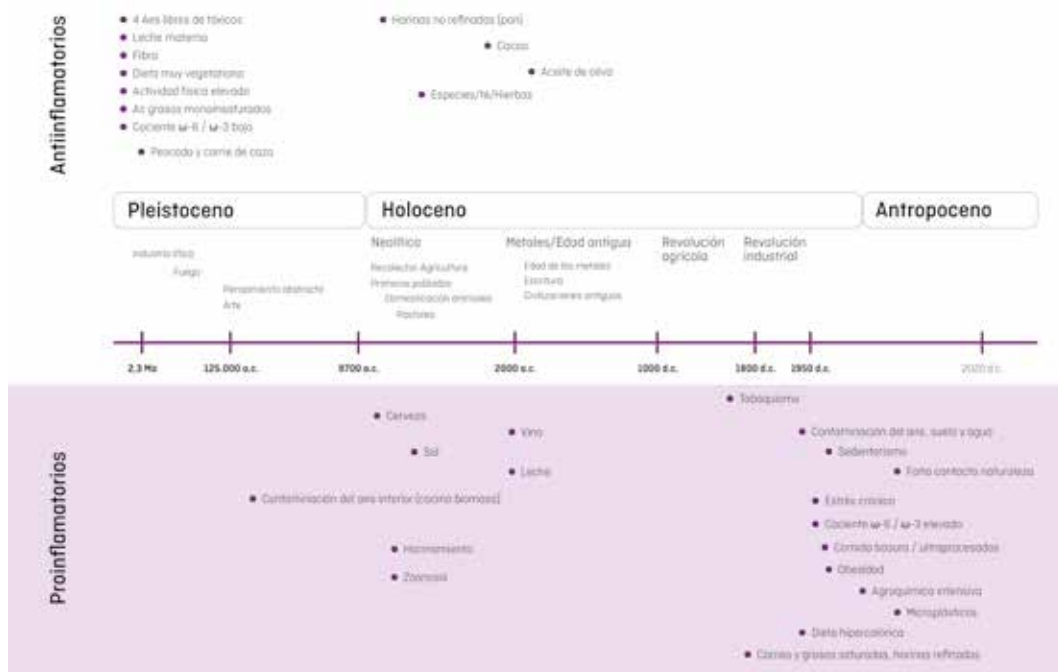 Antiinflamatorios
4 Aes libres de tóxicos
Leche materna
Fibra
Dieta muy vegetariana
Actividad física elevada
Ac grasos monoinsaturados
Cociente ω-6 / ω-3 bajo
Pescado y carne de caza
Harinas no refinadas (pan)
Cacao
Aceite de oliva
Especies/té/Hierbas
Pleistoceno
Holoceno
Antropoceno
Industria lítica
Fuego
Pensamiento abstracto
Arte
Neolítico
Recolector Agricultura
Primeros poblados
Domesticación animales
Pastoreo
Metales/Edad antigua
Edad de los metales
Escritura
Civilizaciones antiguas
Revolución
agrícola
Revolución
industrial
2,3 Ma
125.000 a.c.
9700 a.c.
2000 a.c.
1000 d.c.
1800 d.c.
1950 d.c.
2020 d.c.
Proinflamatorios
Cerveza
Sal
Contaminación del aire interior (cocina biomasa)
Hacinamiento
Zoonosis
Vino
Leche
Tabaquismo
Contaminación del aire, suelo y agua
Sedentarismo
Falta contacto naturaleza
Estrés crónico
Cociente ω-6 / ω-3 elevado
Comida basura / ultraprocesados
Obesidad
Agroquímica intensiva
Microplásticos
Dieta hipercalórica
Carnes y grasas saturadas, harinas refinadas